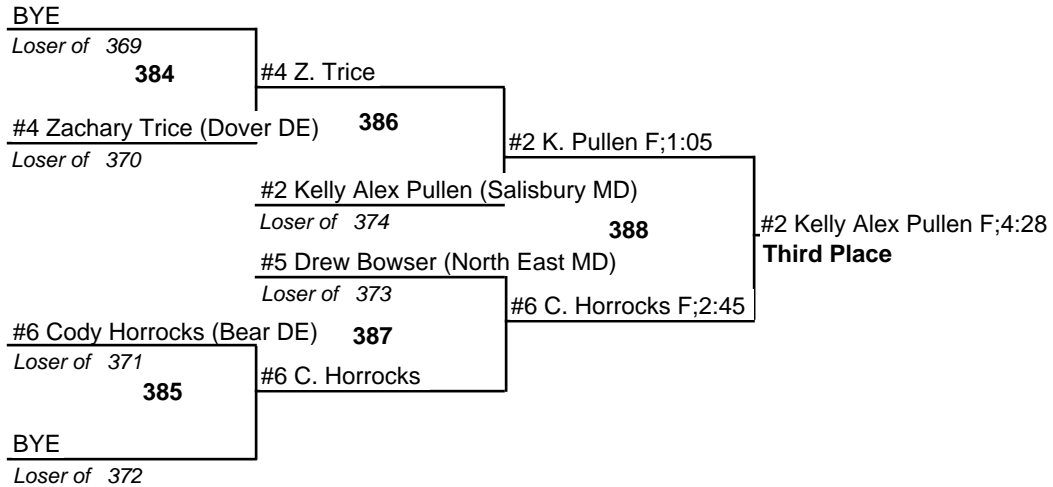 BYE
Loser of 369
384
#4 Z. Trice
#4 Zachary Trice (Dover DE)
386
Loser of 370
#2 K. Pullen F;1:05
#2 Kelly Alex Pullen (Salisbury MD)
Loser of 374
388
#2 Kelly Alex Pullen F;4:28
Third Place
#5 Drew Bowser (North East MD)
Loser of 373
#6 C. Horrocks F;2:45
#6 Cody Horrocks (Bear DE)
387
Loser of 371
#6 C. Horrocks
385
BYE
Loser of 372